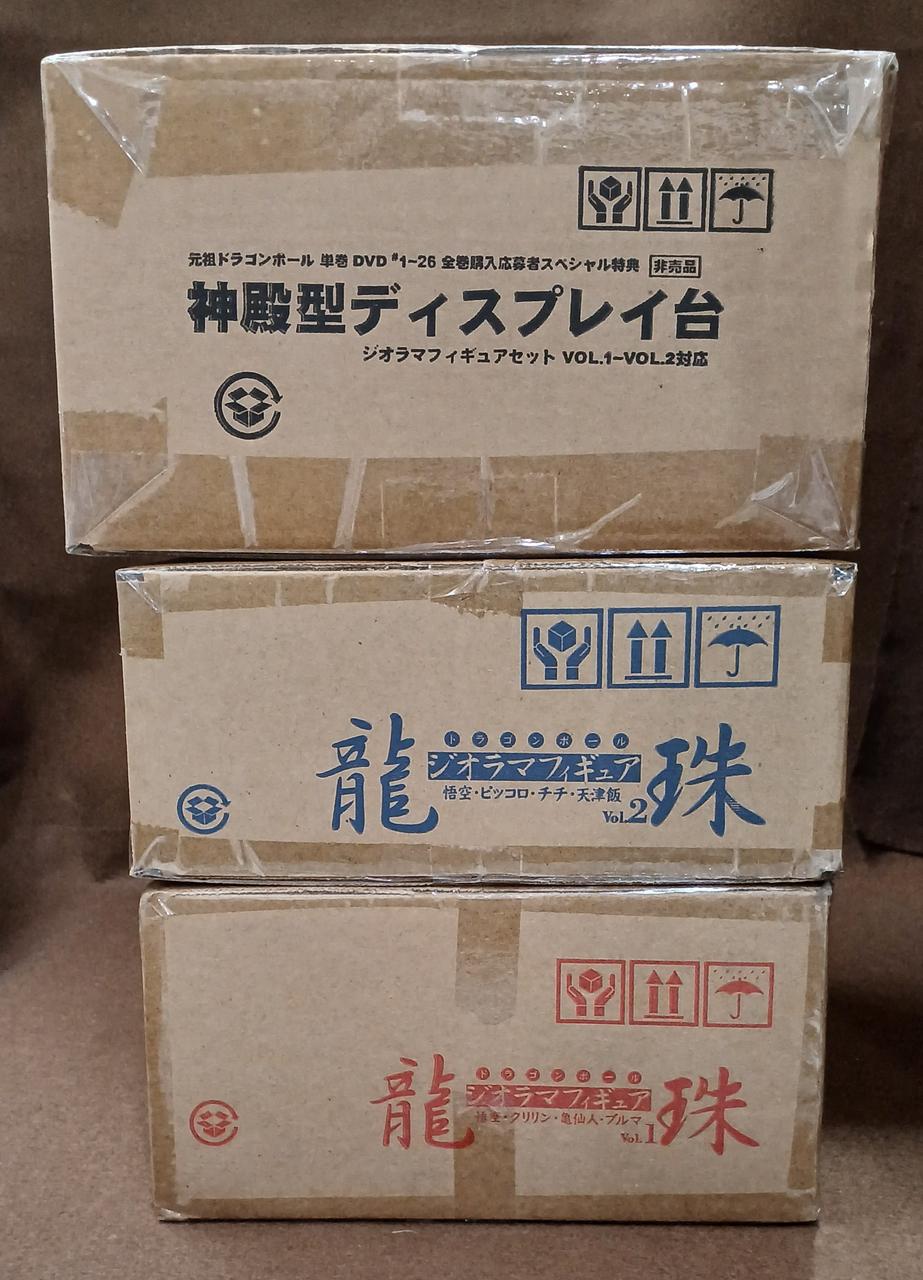 元祖ドラゴンボール 単巻 DVD #1~26 全巻購入応募者スペシャル特典 非売品
神殿型ディスプレイ台
ジオラマフィギュアセット VOL.1~VOL.2対応
龍珠
ドラゴンボール
ジオラマフィギュア
悟空・ピッコロ・チチ・天津飯
Vol.2
龍珠
ドラゴンボール
ジオラマフィギュア
悟空・クリリン・亀仙人・ブルマ
Vol.1